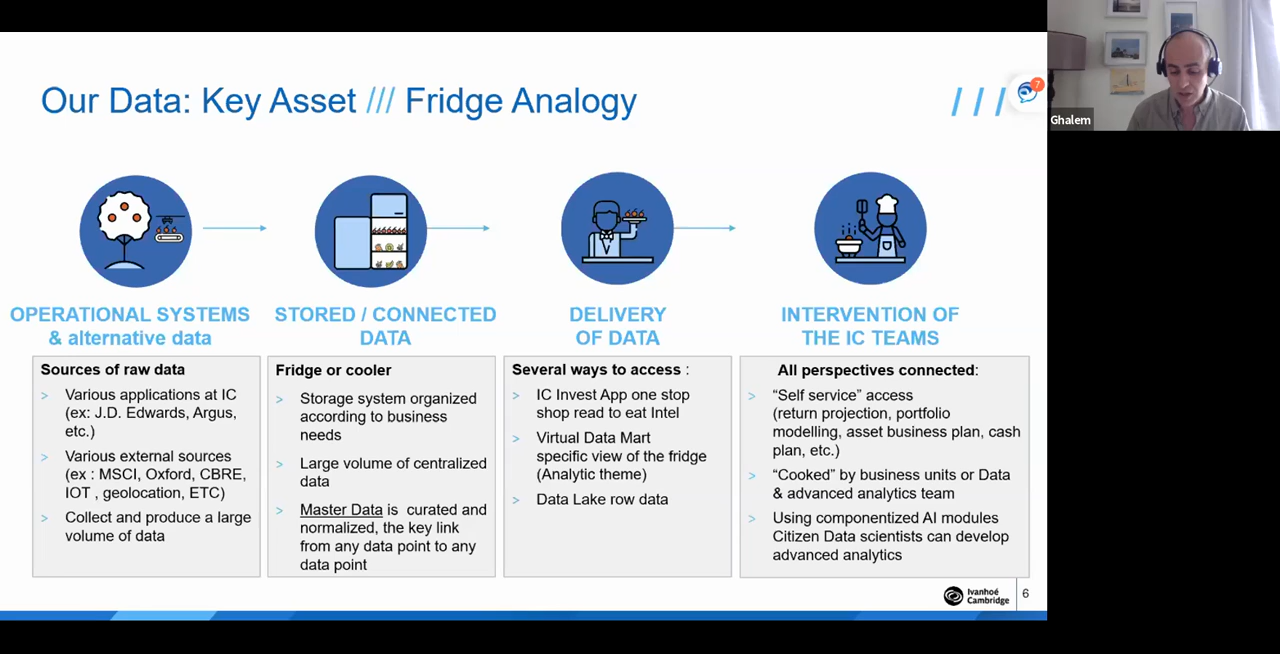 Our Data: Key Asset /// Fridge Analogy
///
7
Ghalem
OPERATIONAL SYSTEMS
& alternative data
Sources of raw data
> Various applications at IC
(ex: J.D. Edwards, Argus,
etc.)
> Various external sources
(ex : MSCI, Oxford, CBRE,
IOT , geolocation, ETC)
> Collect and produce a large
volume of data
STORED / CONNECTED
DATA
Fridge or cooler
> Storage system organized
according to business
needs
> Large volume of centralized
data
> Master Data is curated and
normalized, the key link
from any data point to any
data point
DELIVERY
OF DATA
Several ways to access :
> IC Invest App one stop
shop read to eat Intel
> Virtual Data Mart
specific view of the fridge
(Analytic theme)
> Data Lake row data
INTERVENTION OF
THE IC TEAMS
All perspectives connected:
> “Self service” access
(return projection, portfolio
modelling, asset business plan, cash
plan, etc.)
> “Cooked” by business units or Data
& advanced analytics team
> Using componentized AI modules
Citizen Data scientists can develop
advanced analytics
Ivanhoé
Cambridge
6